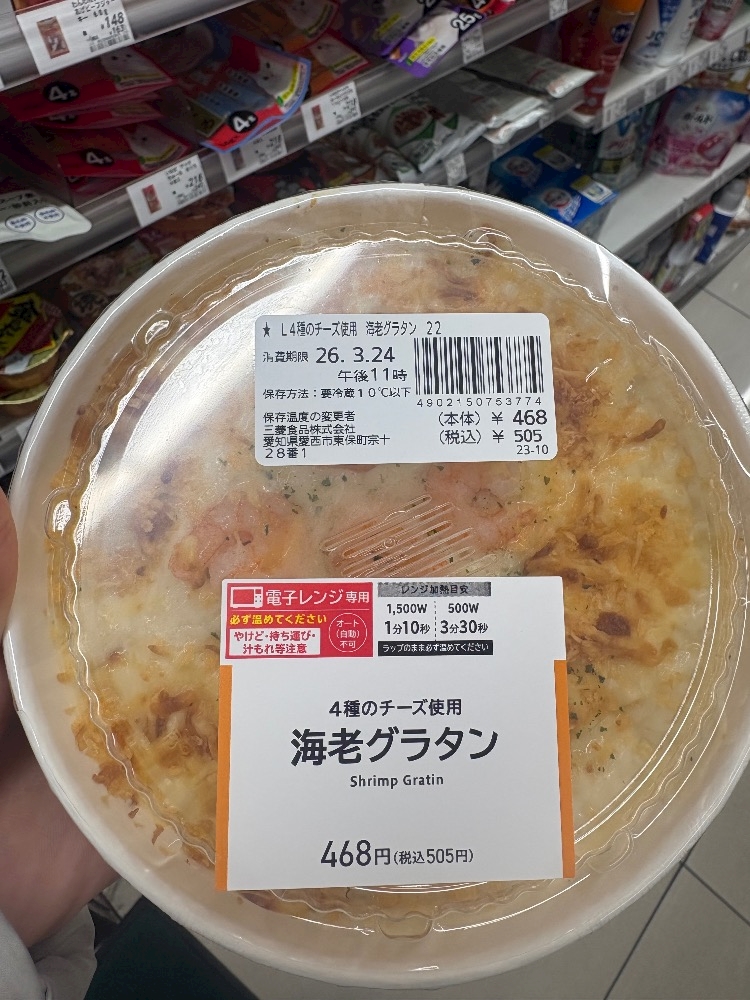 ¥148
4コ
4コ
4コ
¥218
25
★ L4種のチーズ使用 海老グラタン 22
消費期限 26. 3.24
午後11時
保存方法：要冷蔵10℃以下
4902150753774
保存温度の変更者
三菱食品株式会社
愛知県愛西市東保町宗十
28番1
(本体) ¥ 468
(税込) ¥ 505
23-10
電子レンジ専用
必ず温めてください
やけど・持ち運び・
汁もれ等注意
オート
(自動)
不可
レンジ加熱目安
1,500W 500W
1分10秒 3分30秒
ラップのまま必ず温めてください
4種のチーズ使用
海老グラタン
Shrimp Gratin
468円(税込505円)